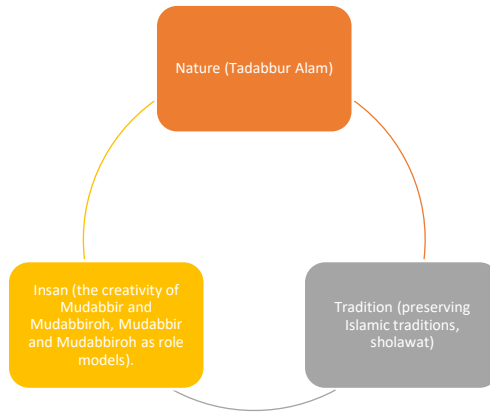 Nature (Tadabbur Alam)
Insan (the creativity of
Mudabbir and
Mudabbiroh, Mudabbir
and Mudabbiroh as role
models).
Tradition (preserving
Islamic traditions,
sholawat)